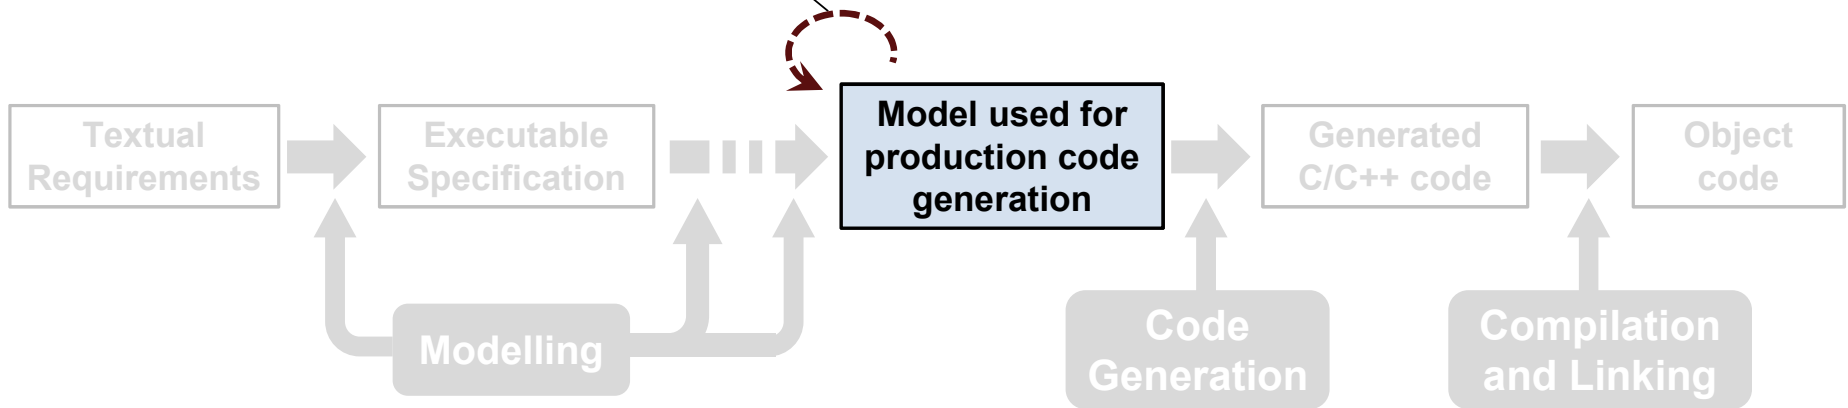 Textual
Requirements
Executable
Specification
Model used for
production code
generation
Generated
C/C++ code
Object
code
Modelling
Code
Generation
Compilation
and Linking